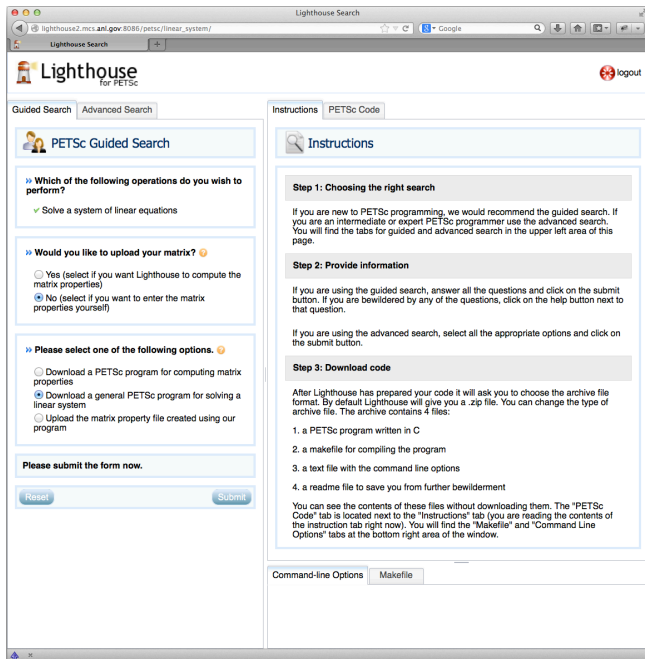 Lighthouse Search
lighthouse2.mcs.anl.gov:8086/petsc/linear_system/
Google
Lighthouse Search
Lighthouse
for PETSc
logout
Guided Search
Advanced Search
PETSc Guided Search
» Which of the following operations do you wish to
perform?
Solve a system of linear equations
» Would you like to upload your matrix?
Yes (select if you want Lighthouse to compute the
matrix properties)
No (select if you want to enter the matrix
properties yourself)
» Please select one of the following options.
Download a PETSc program for computing matrix
properties
Download a general PETSc program for solving a
linear system
Upload the matrix property file created using our
program
Please submit the form now.
Reset
Submit
Instructions
PETSc Code
Instructions
Step 1: Choosing the right search
If you are new to PETSc programming, we would recommend the guided search. If
you are an intermediate or expert PETSc programmer use the advanced search.
You will find the tabs for guided and advanced search in the upper left area of this
page.
Step 2: Provide information
If you are using the guided search, answer all the questions and click on the submit
button. If you are bewildered by any of the questions, click on the help button next to
that question.
If you are using the advanced search, select all the appropriate options and click on
the submit button.
Step 3: Download code
After Lighthouse has prepared your code it will ask you to choose the archive file
format. By default Lighthouse will give you a .zip file. You can change the type of
archive file. The archive contains 4 files:
1. a PETSc program written in C
2. a makefile for compiling the program
3. a text file with the command line options
4. a readme file to save you from further bewilderment
You can see the contents of these files without downloading them. The "PETSc
Code" tab is located next to the "Instructions" tab (you are reading the contents of
the instruction tab right now). You will find the "Makefile" and "Command Line
Options" tabs at the bottom right area of the window.
Command-line Options
Makefile